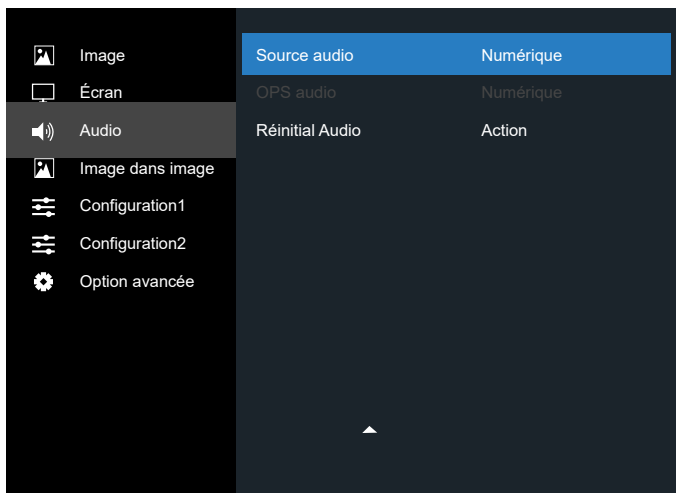 Image
Écran
Audio
Image dans image
Configuration1
Configuration2
Option avancée
Source audio Numérique
OPS audio Numérique
Réinitial Audio Action